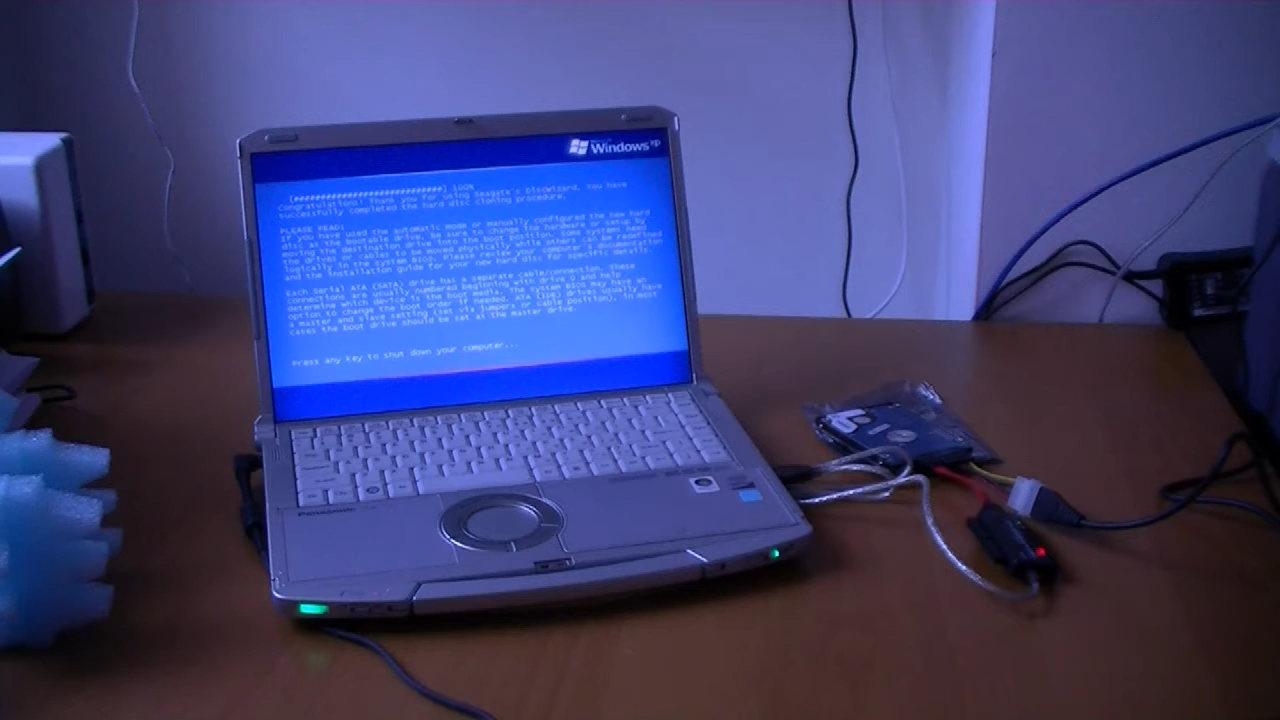 Windows xp
[############################] 100%
Congratulations! Thank you for using Seagate's DiscWizard. You have
successfully completed the hard disc cloning procedure.
PLEASE READ:
If you have used the automatic mode or manually configured the new hard
disc as the bootable drive, be sure to change the hardware or setup by
moving the destination drive into the boot position. Some systems need
the drives or cables to be moved physically while others can be redefined
logically in the system BIOS. Please review your computer's documentation
and the installation guide for your new hard disc for specific details.
Each Serial ATA (SATA) drive has a separate cable/connection. These
connections are usually numbered beginning with drive 0 and help
determine which device is the boot media. The system BIOS may have an
option to change the boot order if needed. ATA (IDE) drives usually have
a master and slave setting (set via jumpers or cable position). In most
cases the boot drive should be set as the master drive.
Press any key to shut down your computer...
Panasonic